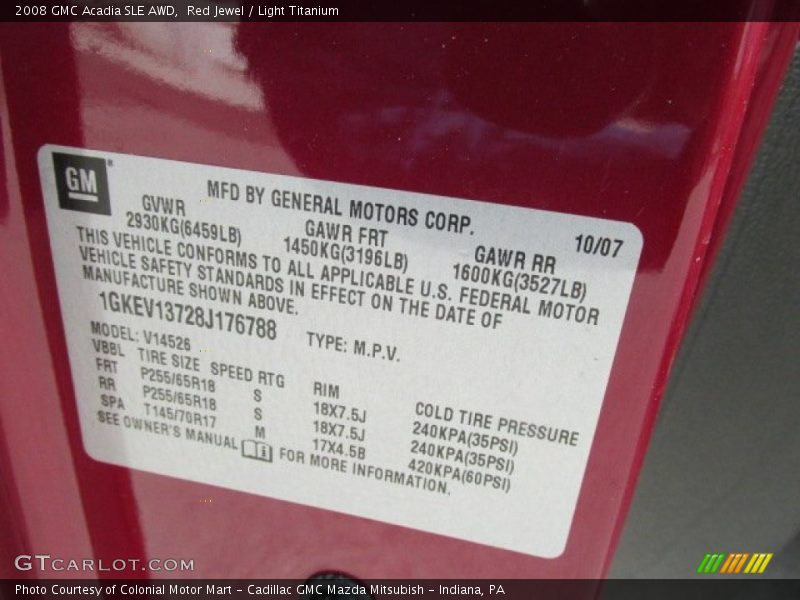 2008 GMC Acadia SLE AWD,  Red Jewel / Light Titanium
GM
MFD BY GENERAL MOTORS CORP.
10/07
GVWR GAWR FRT GAWR RR
2930KG(6459LB) 1450KG(3196LB) 1600KG(3527LB)
THIS VEHICLE CONFORMS TO ALL APPLICABLE U.S. FEDERAL MOTOR
VEHICLE SAFETY STANDARDS IN EFFECT ON THE DATE OF
MANUFACTURE SHOWN ABOVE.
1GKEV13728J176788 TYPE: M.P.V.
MODEL: V14526
VBBL TIRE SIZE SPEED RTG RIM COLD TIRE PRESSURE
FRT P255/65R18 S 18X7.5J 240KPA(35PSI)
RR P255/65R18 S 18X7.5J 240KPA(35PSI)
SPA T145/70R17 M 17X4.5B 420KPA(60PSI)
SEE OWNER'S MANUAL FOR MORE INFORMATION.
GTCARLOT.COM
Photo Courtesy of Colonial Motor Mart - Cadillac GMC Mazda Mitsubish - Indiana, PA